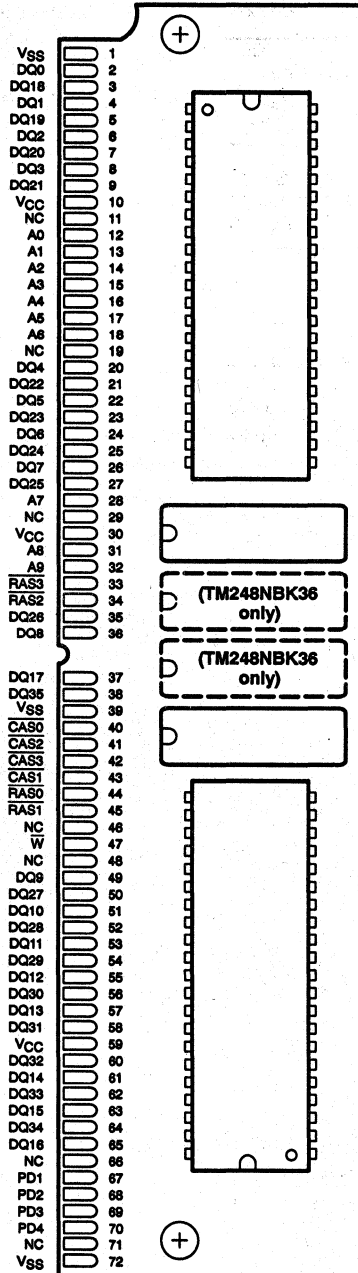 VSS 1
DQ0 2
DQ18 3
DQ1 4
DQ19 5
DQ2 6
DQ20 7
DQ3 8
DQ21 9
VCC 10
NC 11
A0 12
A1 13
A2 14
A3 15
A4 16
A5 17
A6 18
NC 19
DQ4 20
DQ22 21
DQ5 22
DQ23 23
DQ6 24
DQ24 25
DQ7 26
DQ25 27
A7 28
NC 29
VCC 30
A8 31
A9 32
RAS3 33
RAS2 34
DQ26 35
DQ8 36
(TM248NBK36
only)
(TM248NBK36
only)
DQ17 37
DQ35 38
VSS 39
CAS0 40
CAS2 41
CAS3 42
CAS1 43
RAS0 44
RAS1 45
NC 46
W 47
NC 48
DQ9 49
DQ27 50
DQ10 51
DQ28 52
DQ11 53
DQ29 54
DQ12 55
DQ30 56
DQ13 57
DQ31 58
VCC 59
DQ32 60
DQ14 61
DQ33 62
DQ15 63
DQ34 64
DQ16 65
NC 66
PD1 67
PD2 68
PD3 69
PD4 70
NC 71
VSS 72